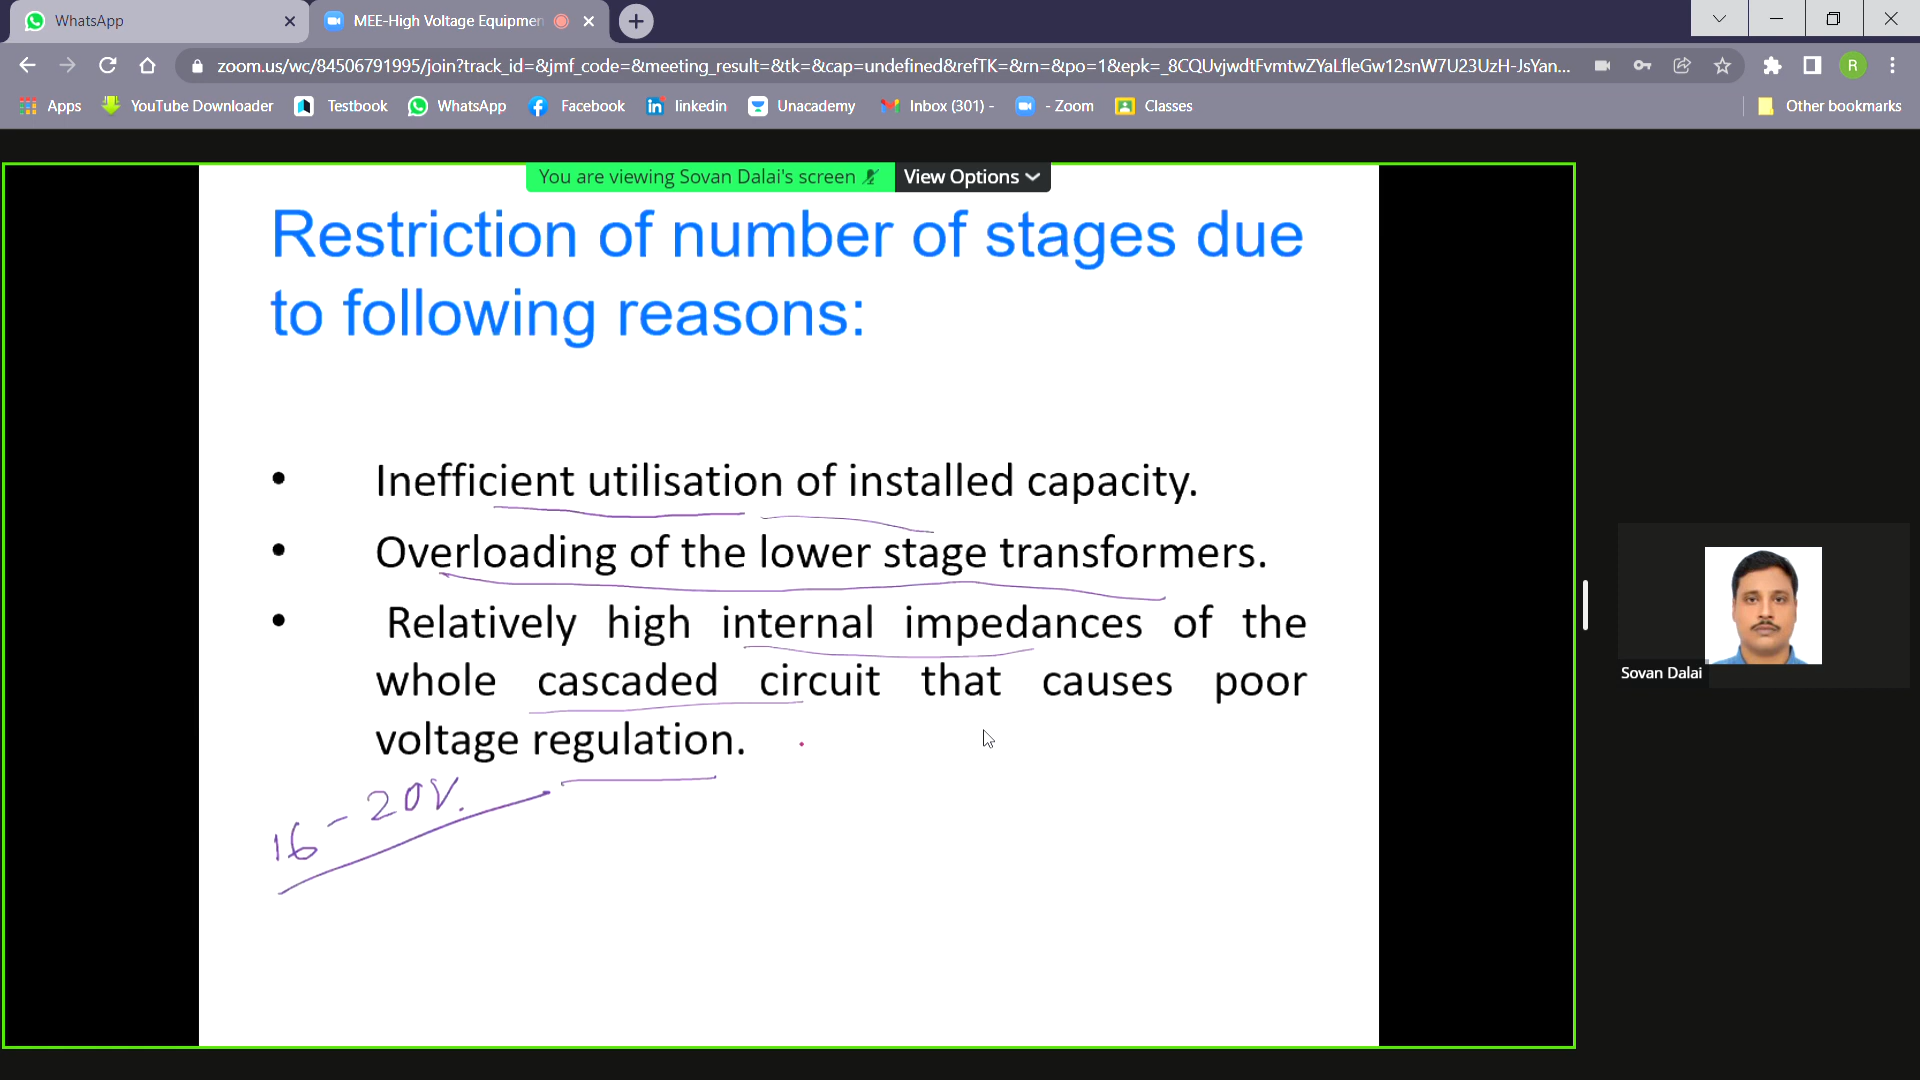 WhatsApp
MEE-High Voltage Equipmen
zoom.us/wc/84506791995/join?track_id=&jmf_code=&meeting_result=&tk=&cap=undefined&refTK=&rn=&po=1&epk=_8CQUvjwdtFvmtwZYaLfleGw12snW7U23UzH-JsYan...
R
Apps YouTube Downloader Testbook WhatsApp Facebook linkedin Unacademy Inbox (301) - - Zoom Classes Other bookmarks
You are viewing Sovan Dalai's screen View Options
Restriction of number of stages due
to following reasons:
• Inefficient utilisation of installed capacity.
• Overloading of the lower stage transformers.
• Relatively high internal impedances of the
whole cascaded circuit that causes poor
voltage regulation.
16 - 20V.
Sovan Dalai